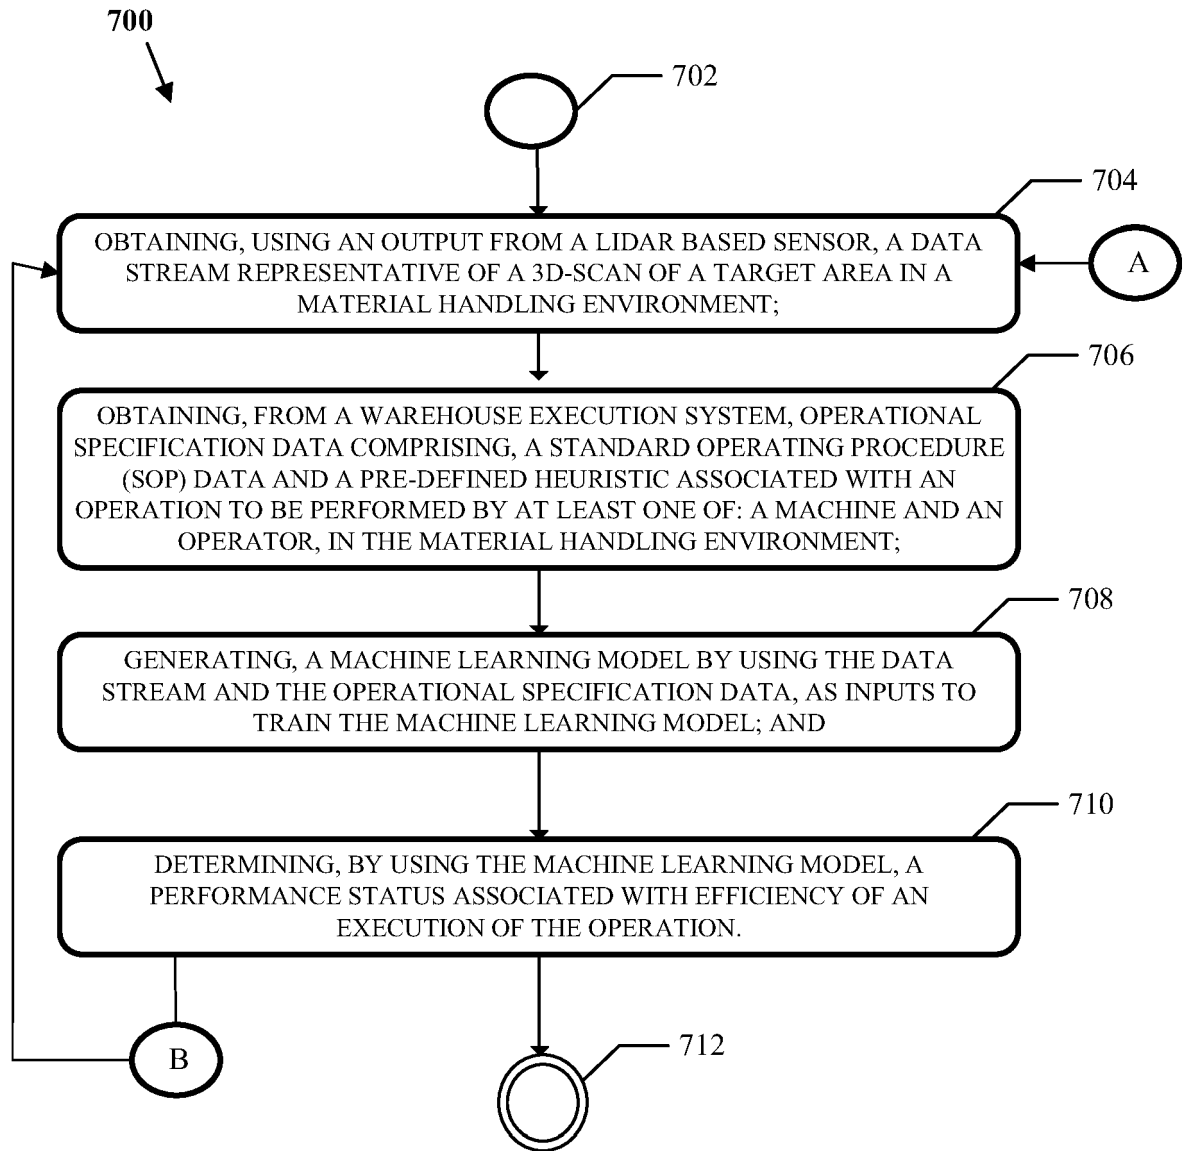 700
702
704
OBTAINING, USING AN OUTPUT FROM A LIDAR BASED SENSOR, A DATA
STREAM REPRESENTATIVE OF A 3D-SCAN OF A TARGET AREA IN A
MATERIAL HANDLING ENVIRONMENT;
A
706
OBTAINING, FROM A WAREHOUSE EXECUTION SYSTEM, OPERATIONAL
SPECIFICATION DATA COMPRISING, A STANDARD OPERATING PROCEDURE
(SOP) DATA AND A PRE-DEFINED HEURISTIC ASSOCIATED WITH AN
OPERATION TO BE PERFORMED BY AT LEAST ONE OF: A MACHINE AND AN
OPERATOR, IN THE MATERIAL HANDLING ENVIRONMENT;
708
GENERATING, A MACHINE LEARNING MODEL BY USING THE DATA
STREAM AND THE OPERATIONAL SPECIFICATION DATA, AS INPUTS TO
TRAIN THE MACHINE LEARNING MODEL; AND
710
DETERMINING, BY USING THE MACHINE LEARNING MODEL, A
PERFORMANCE STATUS ASSOCIATED WITH EFFICIENCY OF AN
EXECUTION OF THE OPERATION.
B
712